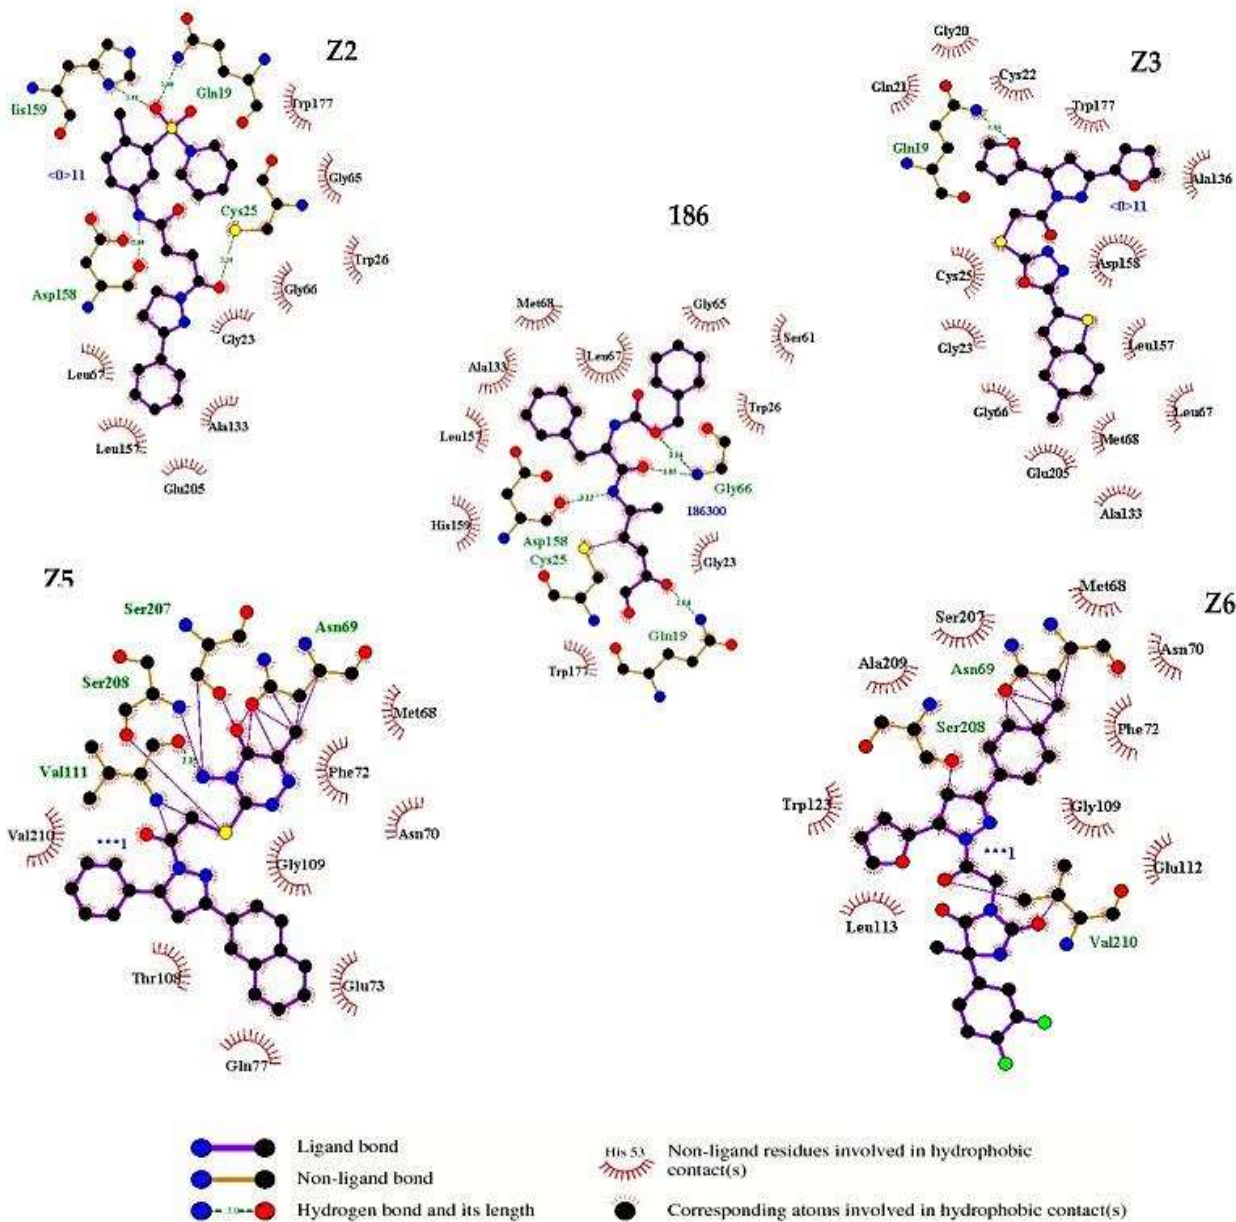 Z2
His159
Gln19
Trp177
<0>11
Gly65
Cys25
Trp26
Asp158
Gly66
Gly23
Leu67
Ala133
Leu157
Glu205
Z3
Gly20
Cys22
Gln21
Trp177
Gln19
Ala136
<0>11
Asp158
Cys25
Gly23
Leu157
Gly66
Leu67
Met68
Glu205
Ala133
186
Met68
Gly65
Leu67
Ser61
Ala133
Trp26
Leu157
Gly66
His159
186300
Asp158
Cys25
Gly23
Gln19
Trp177
Z5
Ser207
Asn69
Ser208
Met68
Val111
Phe72
Val210
Asn70
***1
Gly109
Thr108
Glu73
Gln77
Z6
Met68
Ser207
Asn70
Asn69
Ala209
Phe72
Ser208
Trp123
Gly109
***1
Glu112
Leu113
Val210
Ligand bond
Non-ligand bond
Hydrogen bond and its length
His 53 Non-ligand residues involved in hydrophobic
contact(s)
Corresponding atoms involved in hydrophobic contact(s)